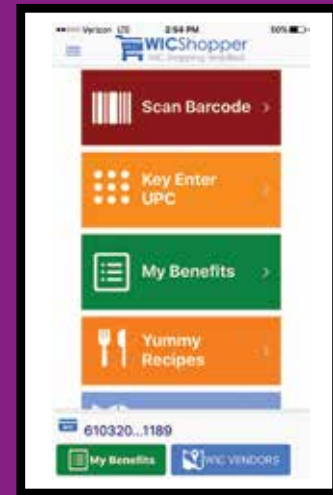 Verizon LTE 2:54 PM 50%
WICShopper
WIC shopping simplified
Scan Barcode
Key Enter
UPC
My Benefits
Yummy
Recipes
610320...1189
My Benefits
WIC VENDORS